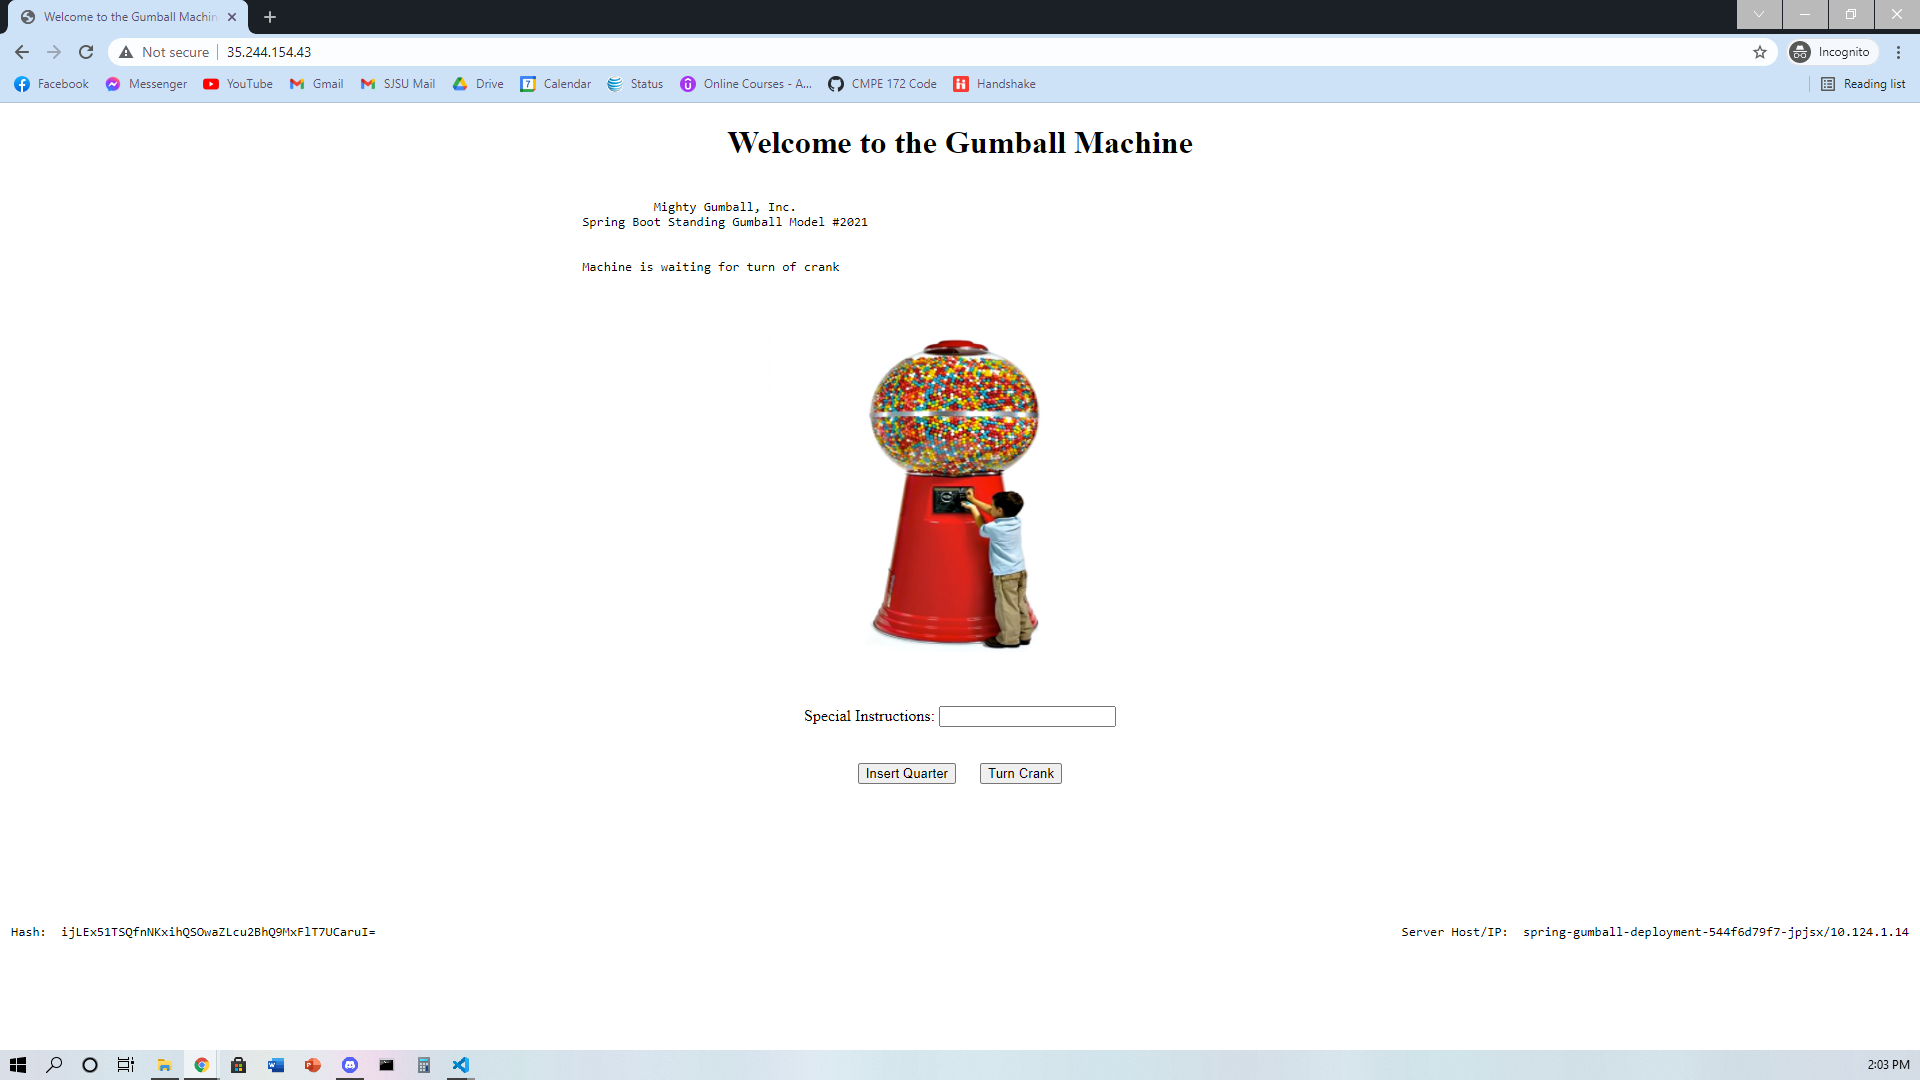 Welcome to the Gumball Machin
Not secure
35.244.154.43
Incognito
Facebook
Messenger
YouTube
Gmail
SJSU Mail
Drive
7
Calendar
Status
Online Courses - A...
CMPE 172 Code
Handshake
Reading list
Welcome to the Gumball Machine
Mighty Gumball, Inc.
Spring Boot Standing Gumball Model #2021
Machine is waiting for turn of crank
Special Instructions:
Insert Quarter
Turn Crank
Hash: ijLEx51TSQfnNKxihQSOwaZLcu2BhQ9MxFlT7UCaruI=
Server Host/IP: spring-gumball-deployment-544f6d79f7-jpjsx/10.124.1.14
2:03 PM